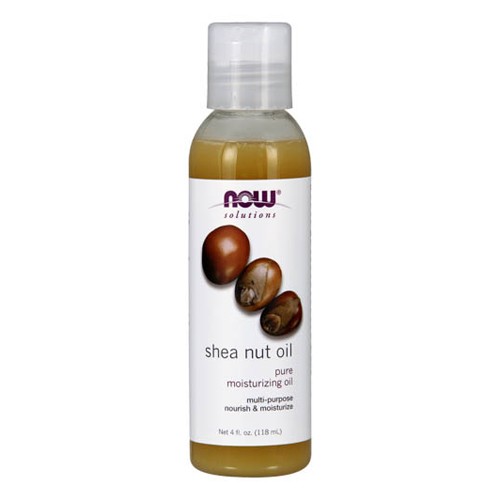 NOW®
solutions
shea nut oil
pure
moisturizing oil
multi-purpose
nourish & moisturize
Net 4 fl. oz. (118 mL)